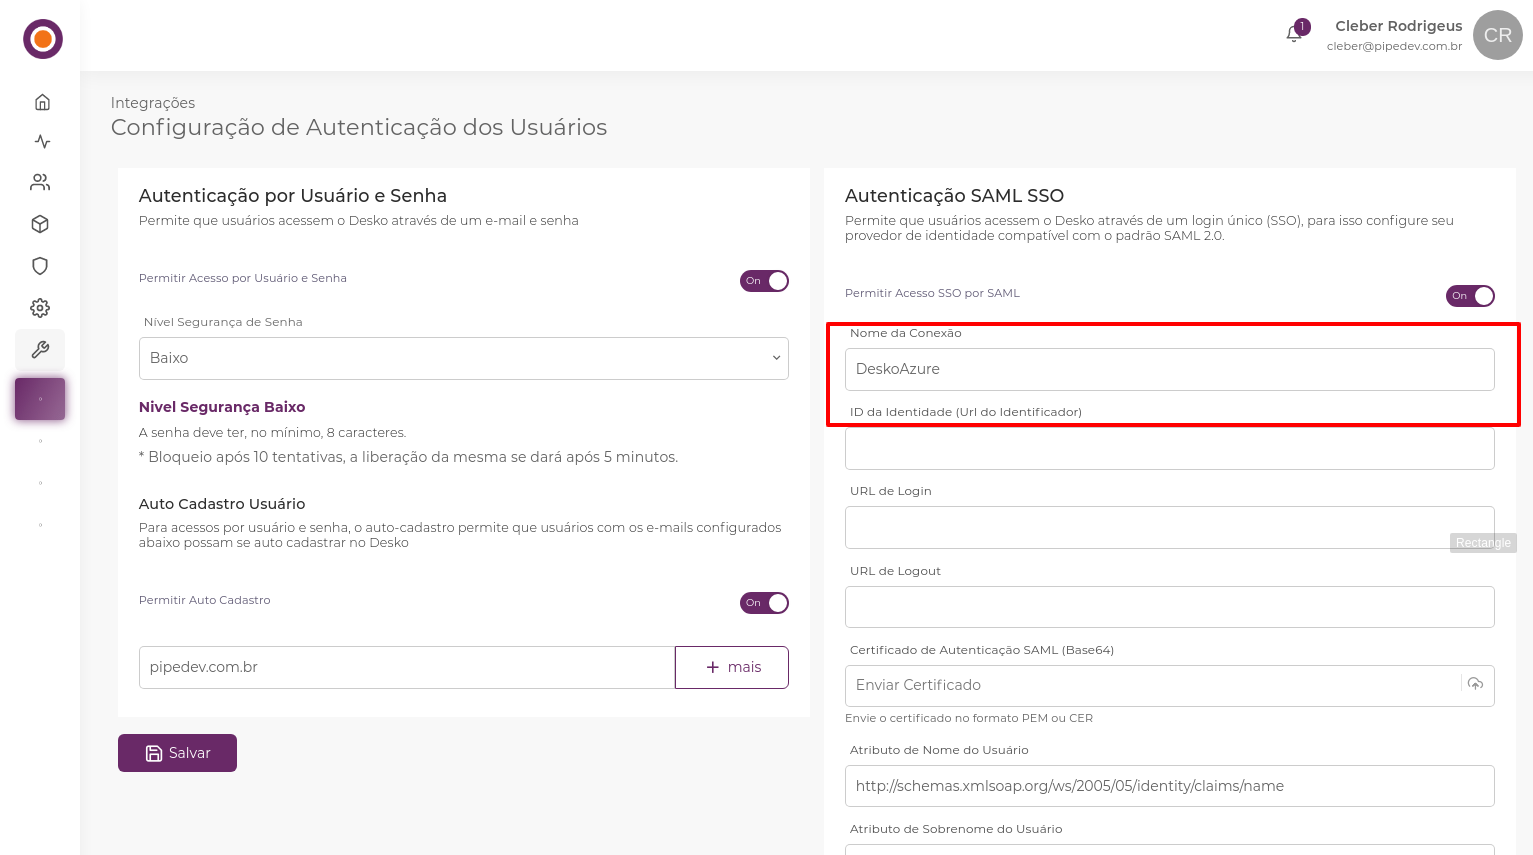 1
Cleber Rodrigeus
cleber@pipedev.com.br
CR
Integrações
Configuração de Autenticação dos Usuários
Autenticação por Usuário e Senha
Permite que usuários acessem o Desko através de um e-mail e senha
Permitir Acesso por Usuário e Senha
On
Nível Segurança de Senha
Baixo
Nivel Segurança Baixo
A senha deve ter, no mínimo, 8 caracteres.
* Bloqueio após 10 tentativas, a liberação da mesma se dará após 5 minutos.
Auto Cadastro Usuário
Para acessos por usuário e senha, o auto-cadastro permite que usuários com os e-mails configurados
abaixo possam se auto cadastrar no Desko
Permitir Auto Cadastro
On
pipedev.com.br
+ mais
Salvar
Autenticação SAML SSO
Permite que usuários acessem o Desko através de um login único (SSO), para isso configure seu
provedor de identidade compatível com o padrão SAML 2.0.
Permitir Acesso SSO por SAML
On
Nome da Conexão
DeskoAzure
ID da Identidade (Url do Identificador)
URL de Login
Rectangle
URL de Logout
Certificado de Autenticação SAML (Base64)
Enviar Certificado
Envie o certificado no formato PEM ou CER
Atributo de Nome do Usuário
http://schemas.xmlsoap.org/ws/2005/05/identity/claims/name
Atributo de Sobrenome do Usuário